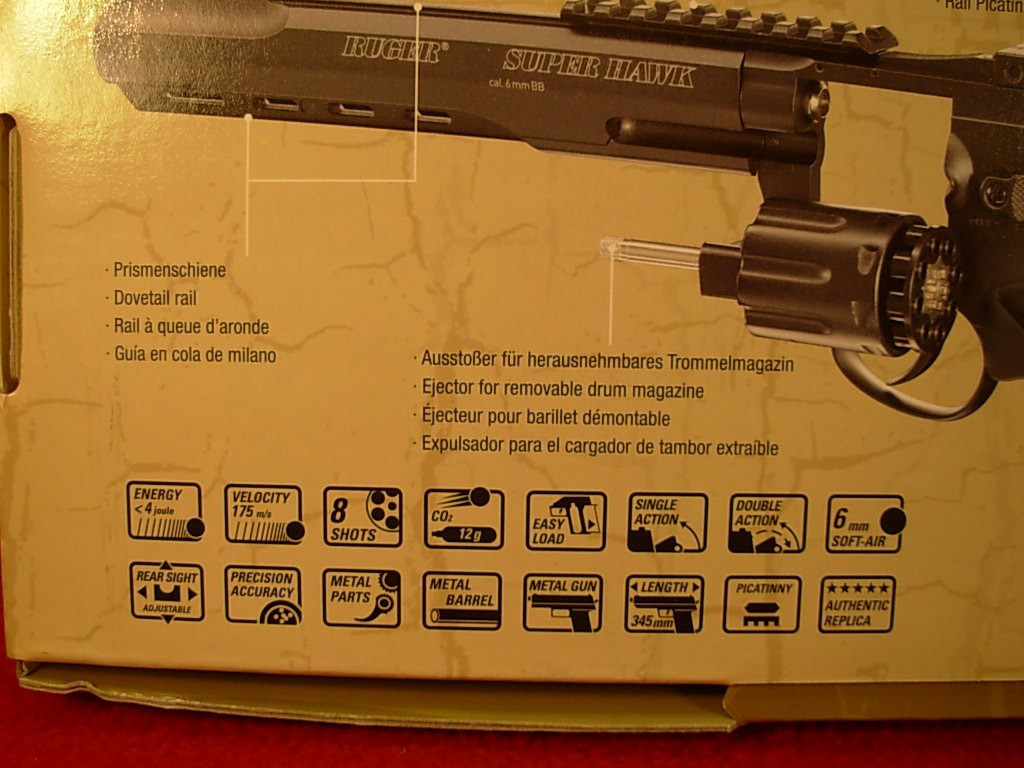 · Rail Picatin
RUGER® SUPER HAWK
cal. 6 mm BB
· Prismenschiene
· Dovetail rail
· Rail à queue d'aronde
· Guía en cola de milano
· Ausstoßer für herausnehmbares Trommelmagazin
· Ejector for removable drum magazine
· Éjecteur pour barillet démontable
· Expulsador para el cargador de tambor extraíble
ENERGY
< 4 joule
VELOCITY
175 m/s
8
SHOTS
CO₂
12 g
EASY
LOAD
SINGLE
ACTION
DOUBLE
ACTION
6 mm
SOFT-AIR
REAR SIGHT
ADJUSTABLE
PRECISION
ACCURACY
METAL
PARTS
METAL
BARREL
METAL GUN
LENGTH
345mm
PICATINNY
★★★★★
AUTHENTIC
REPLICA